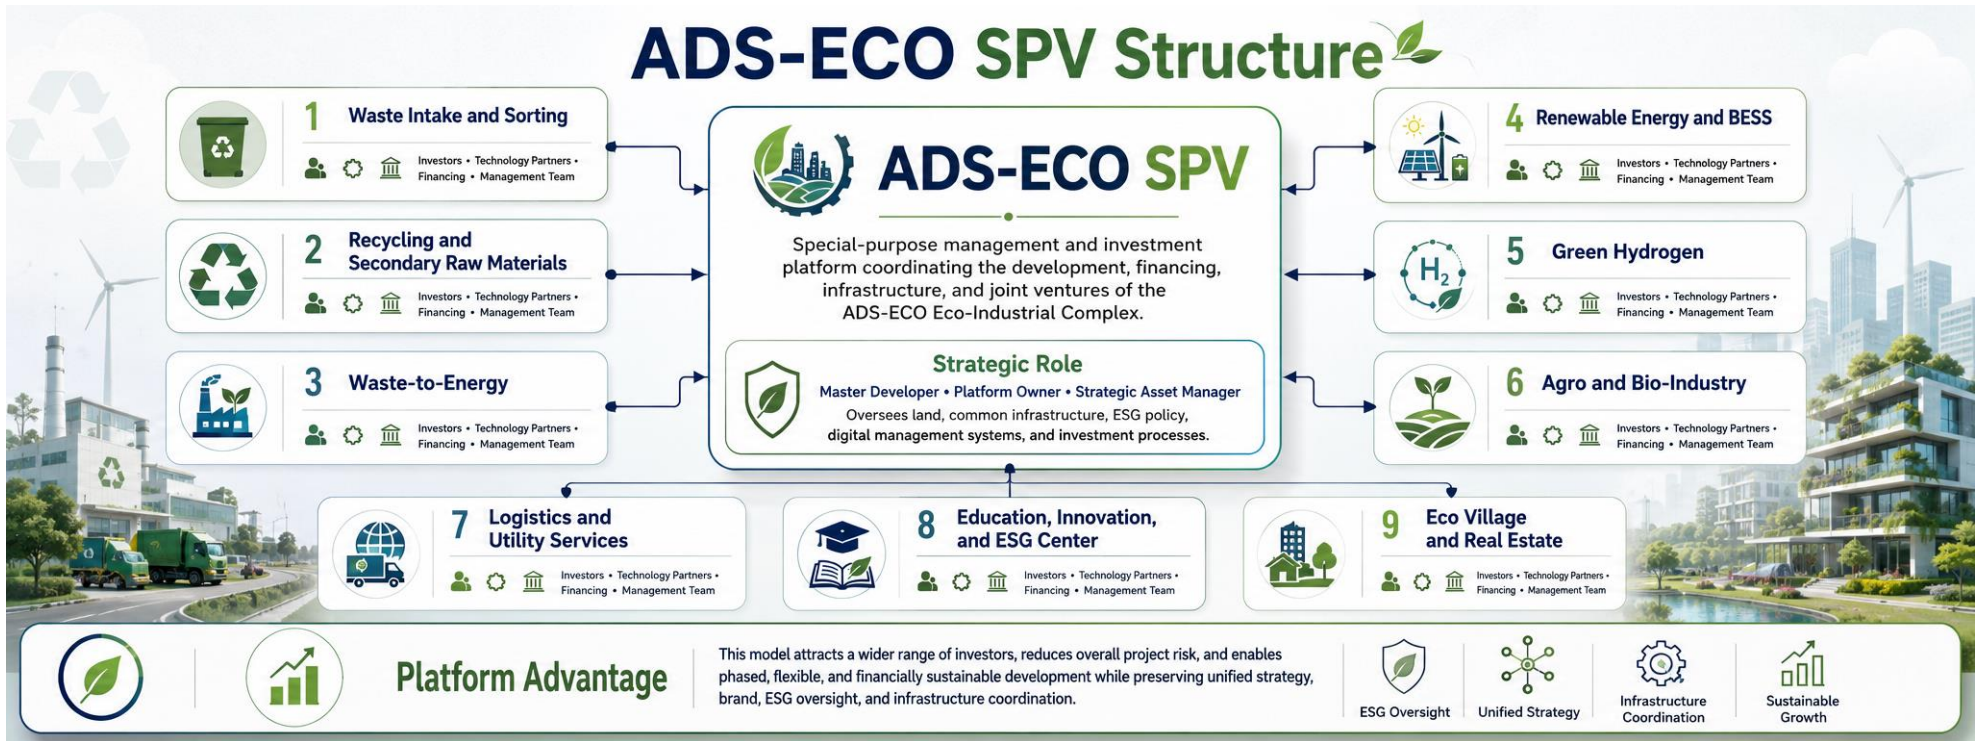 ADS-ECO SPV Structure
1 Waste Intake and Sorting
Investors • Technology Partners •
Financing • Management Team
2 Recycling and
Secondary Raw Materials
Investors • Technology Partners •
Financing • Management Team
3 Waste-to-Energy
Investors • Technology Partners •
Financing • Management Team
ADS-ECO SPV
Special-purpose management and investment
platform coordinating the development, financing,
infrastructure, and joint ventures of the
ADS-ECO Eco-Industrial Complex.
Strategic Role
Master Developer • Platform Owner • Strategic Asset Manager
Oversees land, common infrastructure, ESG policy,
digital management systems, and investment processes.
4 Renewable Energy and BESS
Investors • Technology Partners •
Financing • Management Team
H2
5 Green Hydrogen
Investors • Technology Partners •
Financing • Management Team
6 Agro and Bio-Industry
Investors • Technology Partners •
Financing • Management Team
7 Logistics and
Utility Services
Investors • Technology Partners •
Financing • Management Team
8 Education, Innovation,
and ESG Center
Investors • Technology Partners •
Financing • Management Team
9 Eco Village
and Real Estate
Investors • Technology Partners •
Financing • Management Team
Platform Advantage
This model attracts a wider range of investors, reduces overall project risk, and enables
phased, flexible, and financially sustainable development while preserving unified strategy,
brand, ESG oversight, and infrastructure coordination.
ESG Oversight
Unified Strategy
Infrastructure
Coordination
Sustainable
Growth